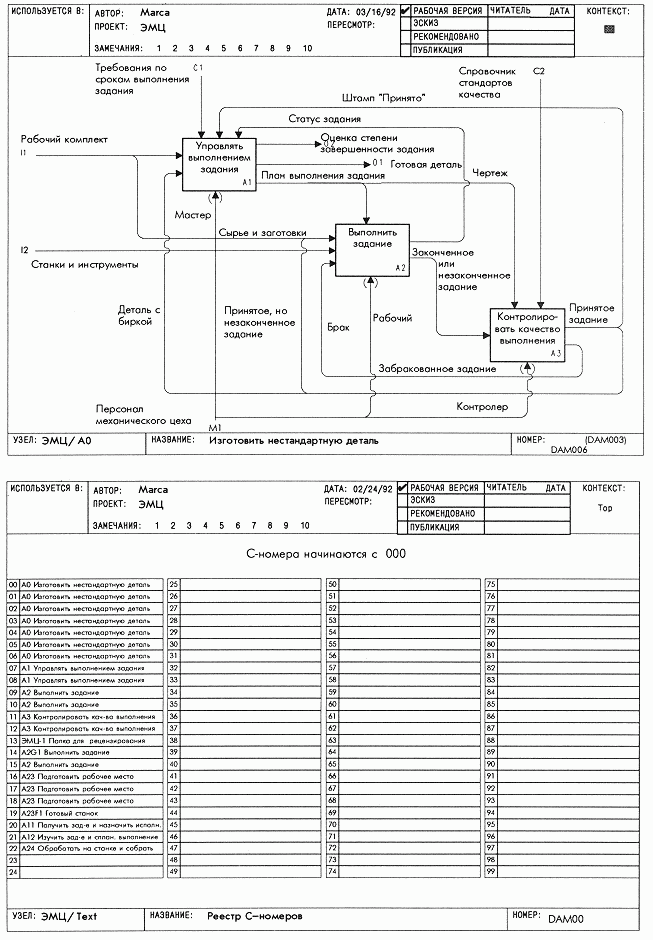 ИСПОЛЬЗУЕТСЯ В:
АВТОР: Marca
ПРОЕКТ: ЭМЦ
ЗАМЕЧАНИЯ: 1 2 3 4 5 6 7 8 9 10
ДАТА: 03/16/92
ПЕРЕСМОТР:
✔ РАБОЧАЯ ВЕРСИЯ
ЭСКИЗ
РЕКОМЕНДОВАНО
ПУБЛИКАЦИЯ
ЧИТАТЕЛЬ ДАТА
КОНТЕКСТ:
Требования по
срокам выполнения
задания
C1
Справочник
стандартов
качества
C2
Штамп "Принято"
Статус задания
Рабочий комплект
I1
Управлять
выполнением
задания
A1
Оценка степени
завершенности задания
O2
O1 Готовая деталь
План выполнения задания
Чертеж
Мастер
Сырье и заготовки
Выполнить
задание
A2
I2
Станки и инструменты
Законченное
или
незаконченное
задание
Деталь с
биркой
Принятое, но
незаконченное
задание
Брак
Рабочий
Контролиро-
вать качество
выполнения
A3
Принятое
задание
Забракованное задание
Персонал
механического цеха
M1
Контролер
УЗЕЛ: ЭМЦ/ A0
НАЗВАНИЕ: Изготовить нестандартную деталь
НОМЕР: (DAM003)
DAM006
ИСПОЛЬЗУЕТСЯ В:
АВТОР: Marca
ПРОЕКТ: ЭМЦ
ЗАМЕЧАНИЯ: 1 2 3 4 5 6 7 8 9 10
ДАТА: 02/24/92
ПЕРЕСМОТР:
✔ РАБОЧАЯ ВЕРСИЯ
ЭСКИЗ
РЕКОМЕНДОВАНО
ПУБЛИКАЦИЯ
ЧИТАТЕЛЬ ДАТА
КОНТЕКСТ:
Top
С-номера начинаются с 000
00 A0 Изготовить нестандартную деталь 25 50 75
01 A0 Изготовить нестандартную деталь 26 51 76
02 A0 Изготовить нестандартную деталь 27 52 77
03 A0 Изготовить нестандартную деталь 28 53 78
04 A0 Изготовить нестандартную деталь 29 54 79
05 A0 Изготовить нестандартную деталь 30 55 80
06 A0 Изготовить нестандартную деталь 31 56 81
07 A1 Управлять выполнением задания 32 57 82
08 A1 Управлять выполнением задания 33 58 83
09 A2 Выполнить задание 34 59 84
10 A2 Выполнить задание 35 60 85
11 A3 Контролировать кач-во выполнения 36 61 86
12 A3 Контролировать кач-во выполнения 37 62 87
13 ЭМЦ-1 Папка для рецензирования 38 63 88
14 A2G1 Выполнить задание 39 64 89
15 A2 Выполнить задание 40 65 90
16 A23 Подготовить рабочее место 41 66 91
17 A23 Подготовить рабочее место 42 67 92
18 A23 Подготовить рабочее место 43 68 93
19 A23F1 Готовый станок 44 69 94
20 A11 Получить зад-е и назначить исполн. 45 70 95
21 A12 Изучить зад-е и сплан. выполнение 46 71 96
22 A24 Обработать на станке и собрать 47 72 97
23 48 73 98
24 49 74 99
УЗЕЛ: ЭМЦ/ Text
НАЗВАНИЕ: Реестр С-номеров
НОМЕР: DAM00